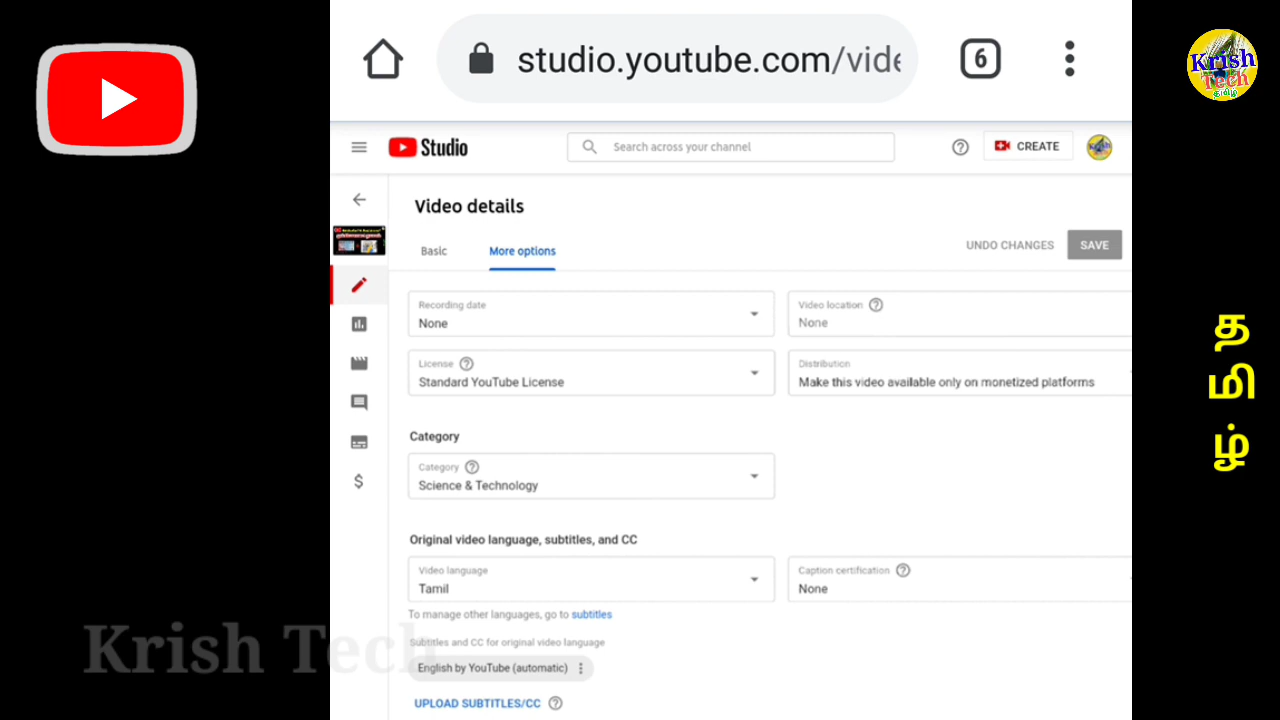 studio.youtube.com/vide
6
Krish
Tech
தமிழ்
Studio
Search across your channel
CREATE
Video details
Basic
More options
UNDO CHANGES
SAVE
Recording date
None
Video location
None
License
Standard YouTube License
Distribution
Make this video available only on monetized platforms
Category
Category
Science & Technology
Original video language, subtitles, and CC
Video language
Tamil
Caption certification
None
To manage other languages, go to subtitles
Subtitles and CC for original video language
English by YouTube (automatic)
UPLOAD SUBTITLES/CC
Krish Tech
த
மி
ழ்